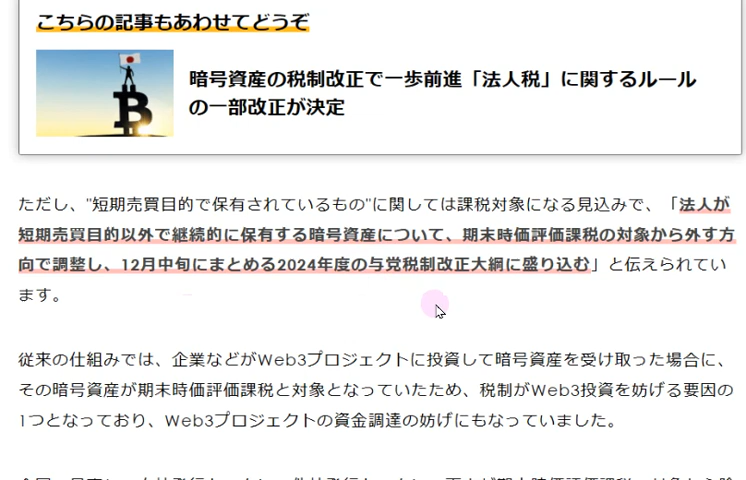 こちらの記事もあわせてどうぞ
暗号資産の税制改正で一歩前進「法人税」に関するルール
の一部改正が決定
ただし、"短期売買目的で保有されているもの"に関しては課税対象になる見込みで、「法人が
短期売買目的以外で継続的に保有する暗号資産について、期末時価評価課税の対象から外す方
向で調整し、12月中旬にまとめる2024年度の与党税制改正大綱に盛り込む」と伝えられてい
ます。
従来の仕組みでは、企業などがWeb3プロジェクトに投資して暗号資産を受け取った場合に、
その暗号資産が期末時価評価課税と対象となっていたため、税制がWeb3投資を妨げる要因の
1つとなっており、Web3プロジェクトの資金調達の妨げにもなっていました。